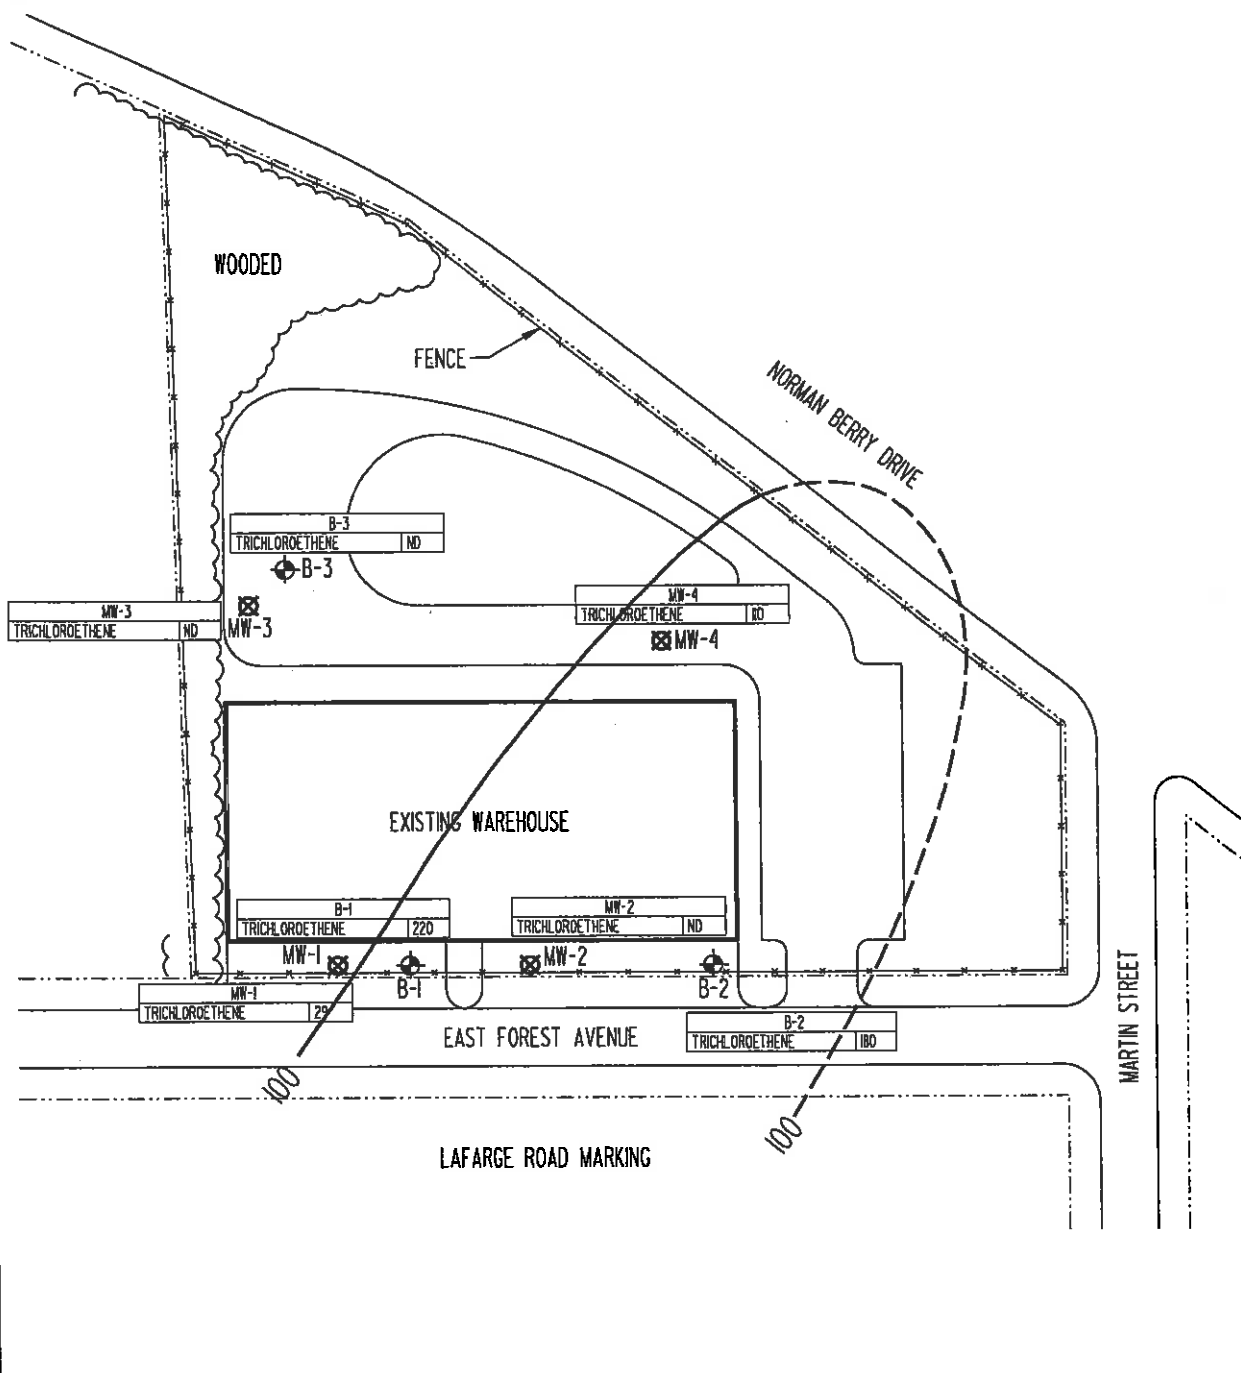 WOODED
FENCE
NORMAN BERRY DRIVE
B-3
TRICHLOROETHENE ND
B-3
MW-3
TRICHLOROETHENE ND
MW-3
MW-4
TRICHLOROETHENE
MW-4
EXISTING WAREHOUSE
B-1
TRICHLOROETHENE 220
MW-2
TRICHLOROETHENE ND
MW-1
B-1
MW-2
B-2
MW-1
TRICHLOROETHENE 29
EAST FOREST AVENUE
B-2
TRICHLOROETHENE
MARTIN STREET
100
100
LAFARGE ROAD MARKING